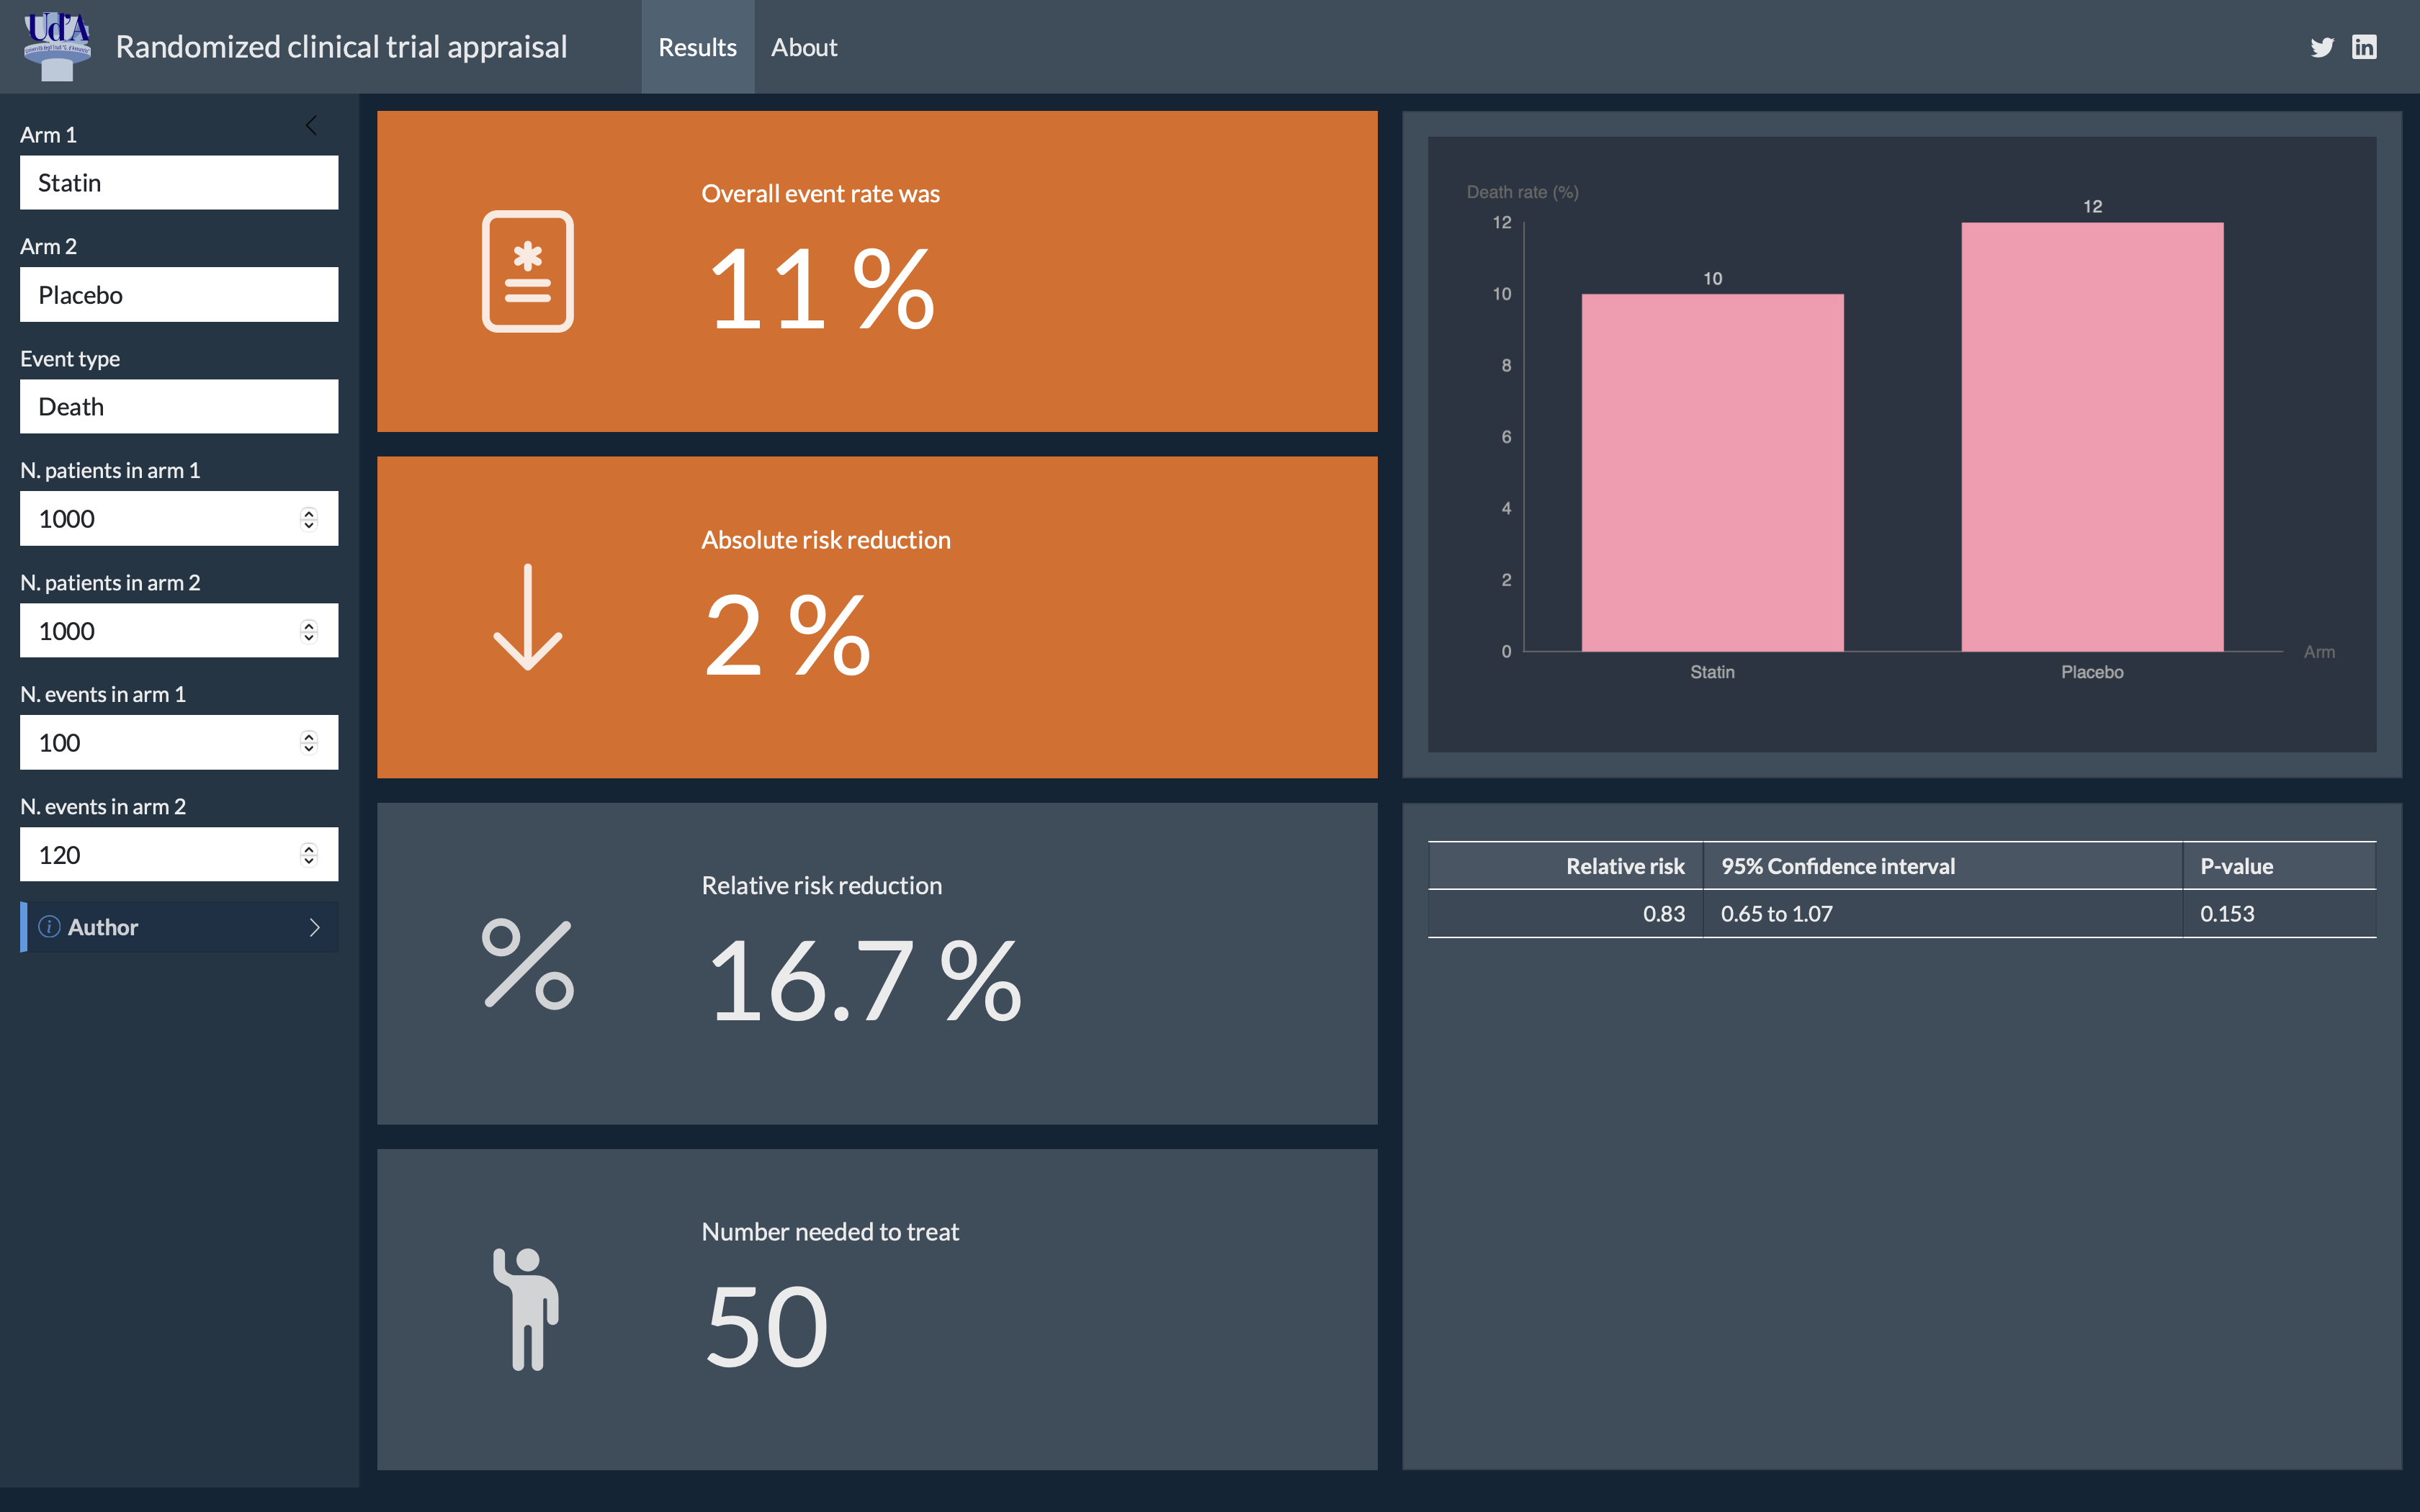 UdA
Randomized clinical trial appraisal
Results
About
Arm 1
Statin
Arm 2
Placebo
Event type
Death
N. patients in arm 1
1000
N. patients in arm 2
1000
N. events in arm 1
100
N. events in arm 2
120
Author
Overall event rate was
11 %
Absolute risk reduction
2 %
Relative risk reduction
16.7 %
Number needed to treat
50
Death rate (%)
12
10
8
6
4
2
0
10
12
Statin
Placebo
Arm
Relative risk 95% Confidence interval P-value
0.83 0.65 to 1.07 0.153